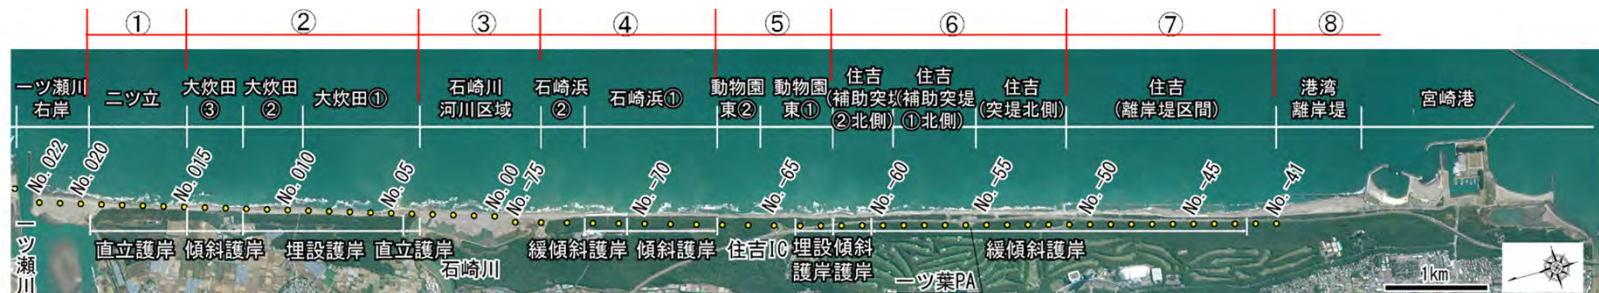 ① ② ③ ④ ⑤ ⑥ ⑦ ⑧
一ツ瀬川
右岸
二ツ立
大炊田
③
大炊田
②
大炊田①
石崎川
河川区域
石崎浜
②
石崎浜①
動物園
東②
動物園
東①
住吉
(補助突堤
②北側)
住吉
(補助突堤
①北側)
住吉
(突堤北側)
住吉
(離岸堤区間)
港湾
離岸堤
宮崎港
No. 022
No. 020
No. 015
No. 010
No. 05
No. 00
No. -75
No. -70
No. -65
No. -60
No. -55
No. -50
No. -45
No. -41
一ツ瀬川
直立護岸
傾斜護岸
埋設護岸
直立護岸
石崎川
緩傾斜護岸
傾斜護岸
住吉IC
埋設
護岸
傾斜
護岸
一ツ葉PA
緩傾斜護岸
1km